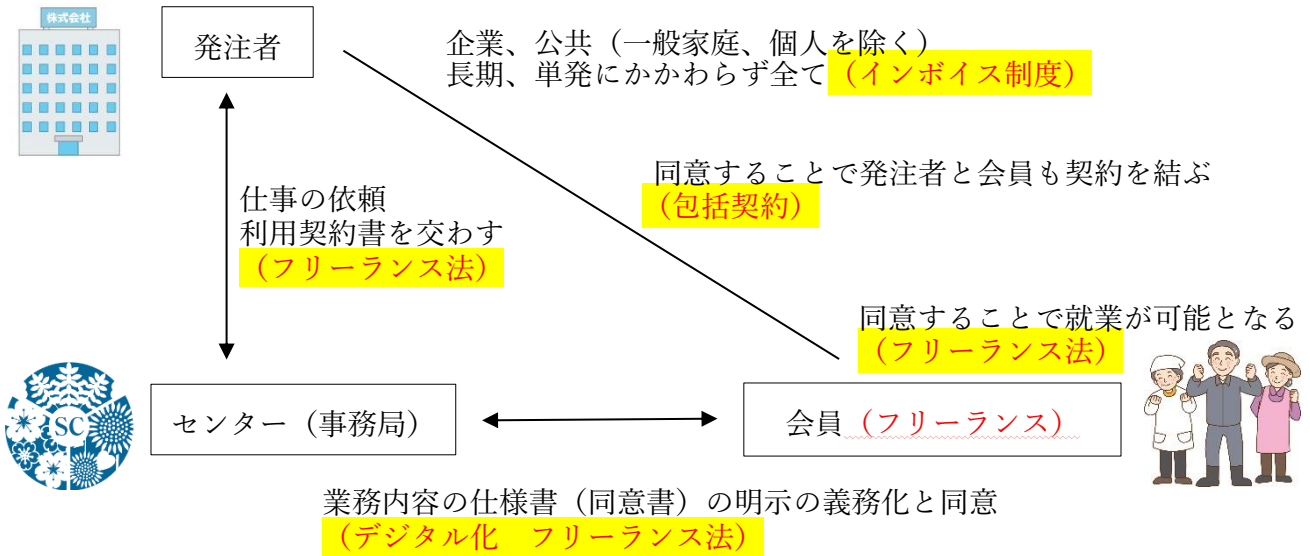 株式会社
発注者
企業、公共（一般家庭、個人を除く）
長期、単発にかかわらず全て（インボイス制度）
同意することで発注者と会員も契約を結ぶ
（包括契約）
仕事の依頼
利用契約書を交わす
（フリーランス法）
同意することで就業が可能となる
（フリーランス法）
SC
センター（事務局）
会員（フリーランス）
業務内容の仕様書（同意書）の明示の義務化と同意
（デジタル化　フリーランス法）